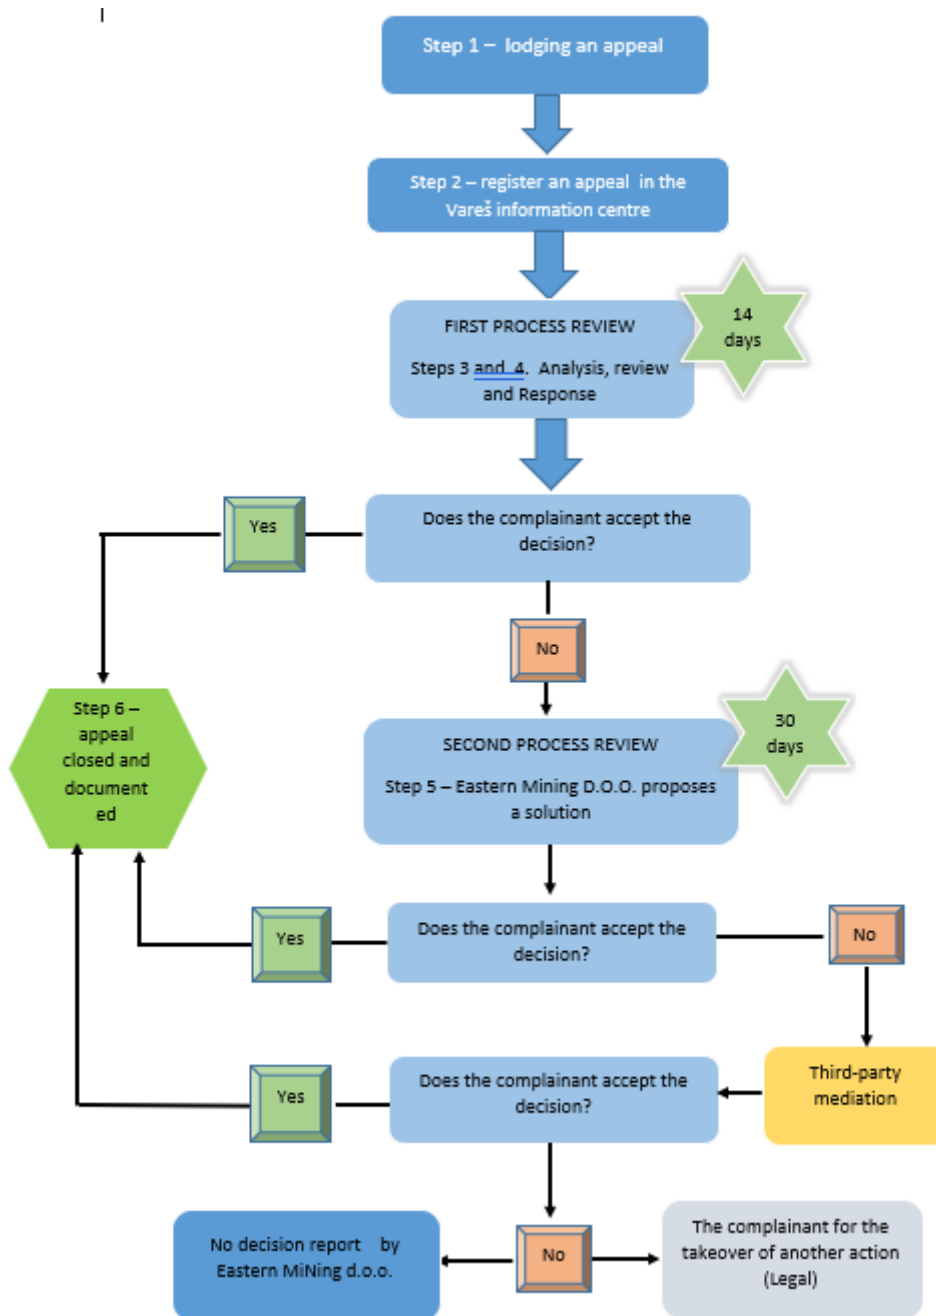 Step 1 – lodging an appeal
Step 2 – register an appeal in the
Vareš information centre
FIRST PROCESS REVIEW
14
days
Steps 3 and 4. Analysis, review
and Response
Does the complainant accept the
decision?
Yes
No
Step 6 –
appeal
closed and
document
ed
SECOND PROCESS REVIEW
30
days
Step 5 – Eastern Mining D.O.O. proposes
a solution
Does the complainant accept the
decision?
Yes
No
Third-party
mediation
Does the complainant accept the
decision?
Yes
No decision report by
Eastern MiNing d.o.o.
No
The complainant for the
takeover of another action
(Legal)